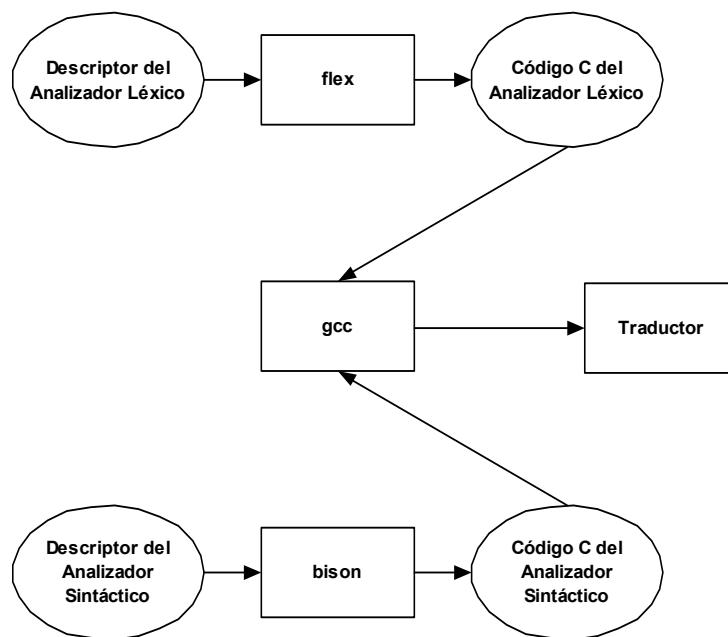 Descriptor del
Analizador Léxico
flex
Código C del
Analizador Léxico
gcc
Traductor
Descriptor del
Analizador
Sintáctico
bison
Código C del
Analizador
Sintáctico